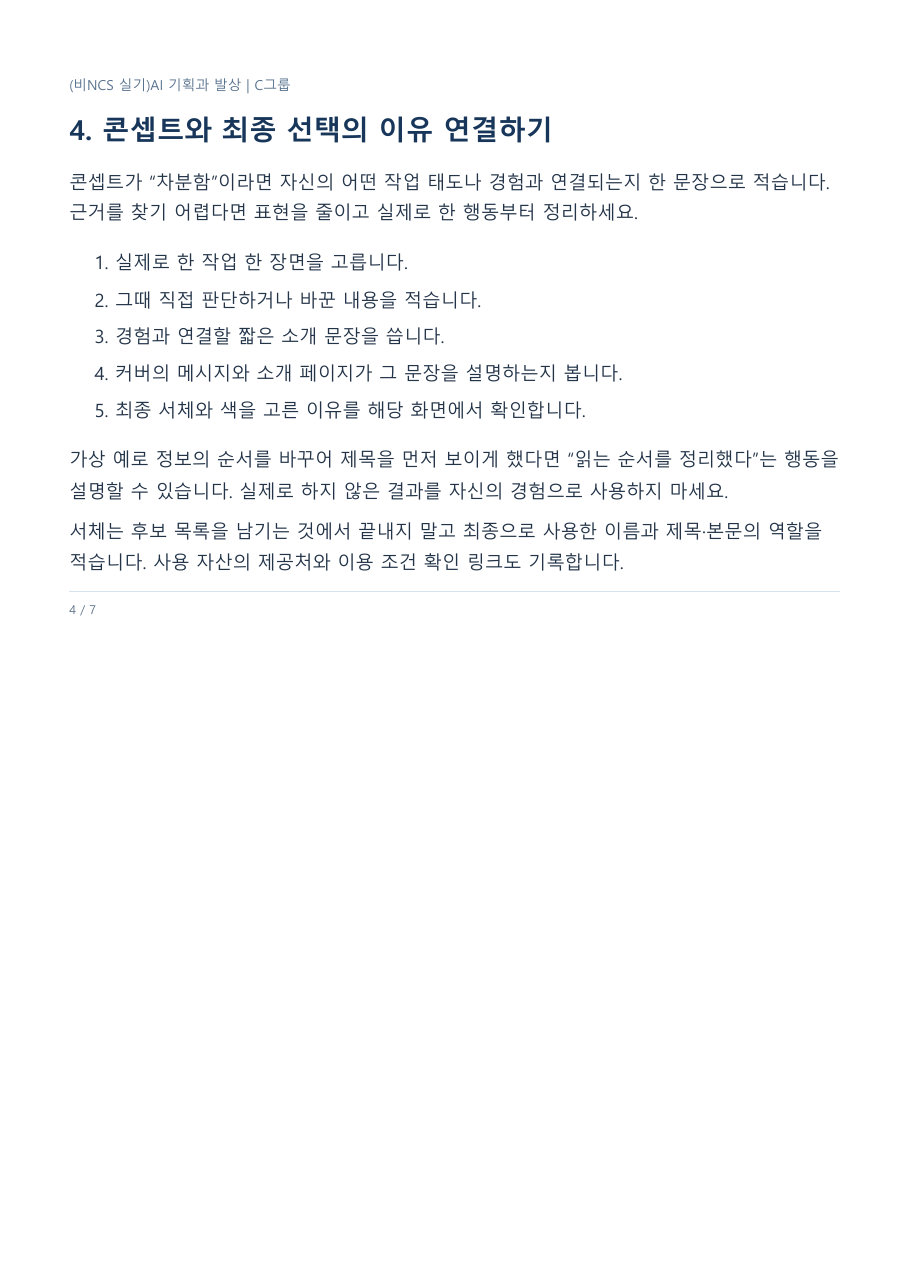 (비NCS 실기)AI 기획과 발상 | C그룹
4. 콘셉트와 최종 선택의 이유 연결하기
콘셉트가 “차분함”이라면 자신의 어떤 작업 태도나 경험과 연결되는지 한 문장으로 적습니다.
근거를 찾기 어렵다면 표현을 줄이고 실제로 한 행동부터 정리하세요.
1. 실제로 한 작업 한 장면을 고릅니다.
2. 그때 직접 판단하거나 바꾼 내용을 적습니다.
3. 경험과 연결할 짧은 소개 문장을 씁니다.
4. 커버의 메시지와 소개 페이지가 그 문장을 설명하는지 봅니다.
5. 최종 서체와 색을 고른 이유를 해당 화면에서 확인합니다.
가상 예로 정보의 순서를 바꾸어 제목을 먼저 보이게 했다면 “읽는 순서를 정리했다”는 행동을
설명할 수 있습니다. 실제로 하지 않은 결과를 자신의 경험으로 사용하지 마세요.
서체는 후보 목록을 남기는 것에서 끝내지 말고 최종으로 사용한 이름과 제목·본문의 역할을
적습니다. 사용 자산의 제공처와 이용 조건 확인 링크도 기록합니다.
4 / 7